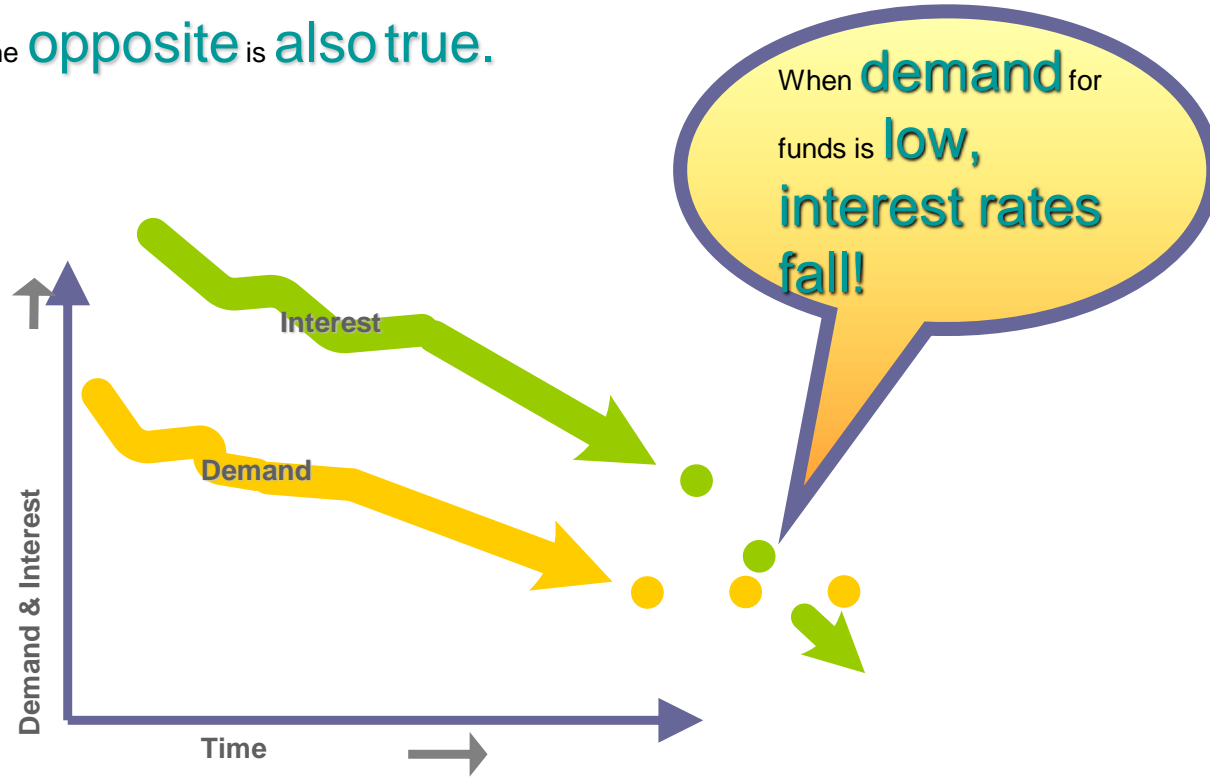 opposite is also true.
When demand for
funds is low,
interest rates
fall!
Interest
Demand
Demand & Interest
Time